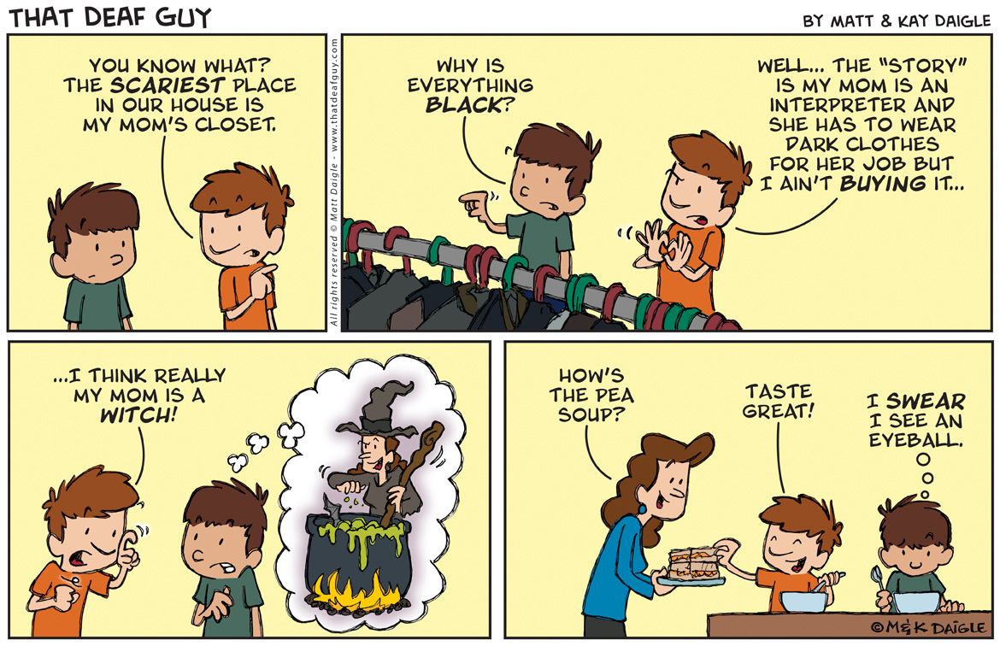 THAT DEAF GUY
BY MATT & KAY DAIGLE
YOU KNOW WHAT?
THE SCARIEST PLACE
IN OUR HOUSE IS
MY MOM'S CLOSET.
All rights reserved © Matt Daigle - www.thatdeafguy.com
WHY IS
EVERYTHING
BLACK?
WELL... THE "STORY"
IS MY MOM IS AN
INTERPRETER AND
SHE HAS TO WEAR
DARK CLOTHES
FOR HER JOB BUT
I AIN'T BUYING IT...
...I THINK REALLY
MY MOM IS A
WITCH!
HOW'S
THE PEA
SOUP?
TASTE
GREAT!
I SWEAR
I SEE AN
EYEBALL.
© M&K DAIGLE